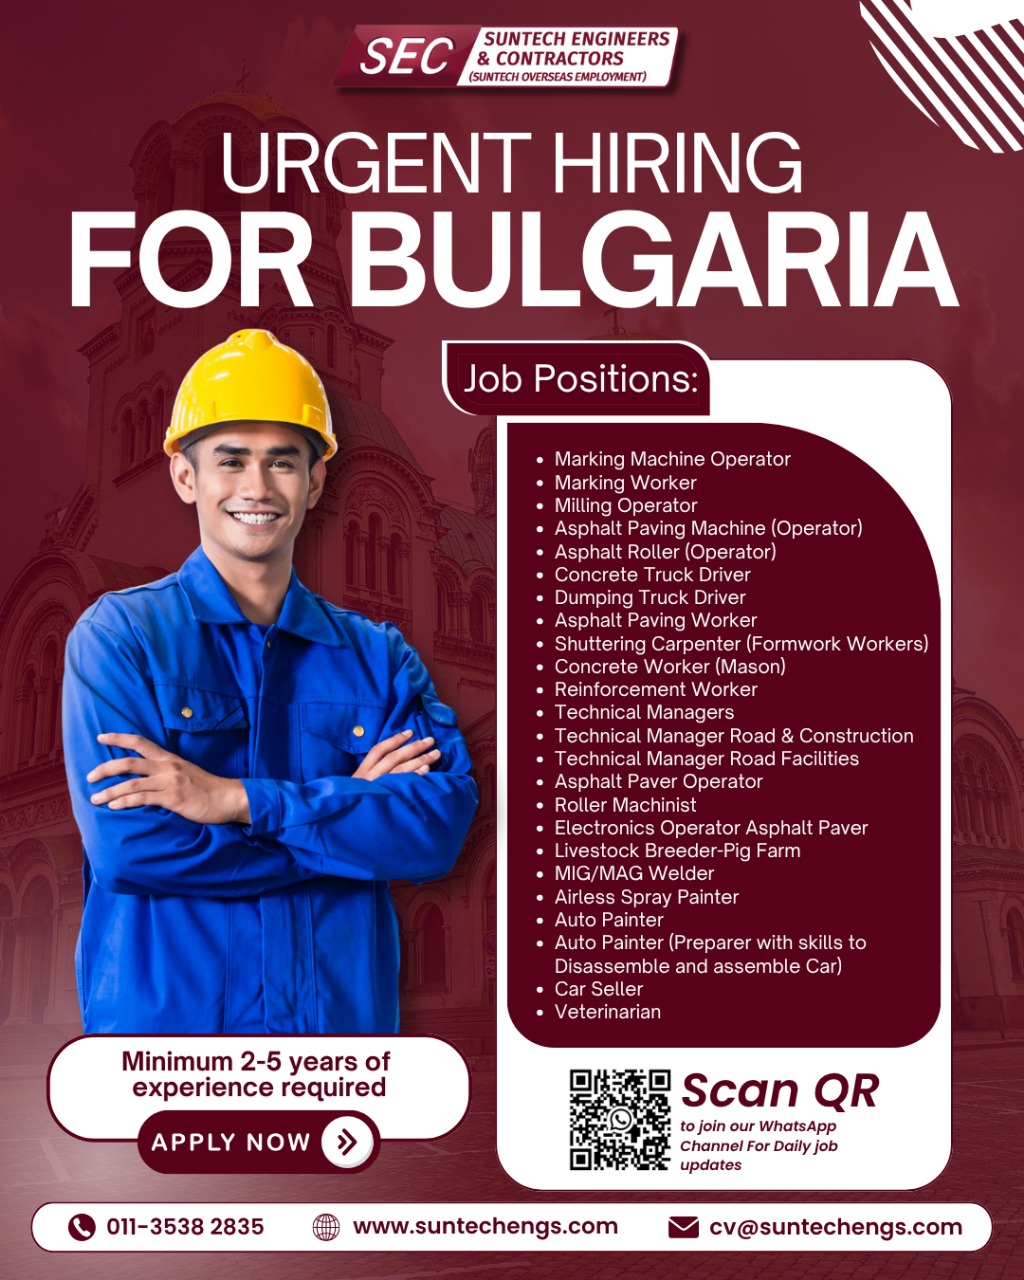 SEC
SUNTECH ENGINEERS
& CONTRACTORS
(SUNTECH OVERSEAS EMPLOYMENT)
URGENT HIRING
FOR BULGARIA
Job Positions:
• Marking Machine Operator
• Marking Worker
• Milling Operator
• Asphalt Paving Machine (Operator)
• Asphalt Roller (Operator)
• Concrete Truck Driver
• Dumping Truck Driver
• Asphalt Paving Worker
• Shuttering Carpenter (Formwork Workers)
• Concrete Worker (Mason)
• Reinforcement Worker
• Technical Managers
• Technical Manager Road & Construction
• Technical Manager Road Facilities
• Asphalt Paver Operator
• Roller Machinist
• Electronics Operator Asphalt Paver
• Livestock Breeder-Pig Farm
• MIG/MAG Welder
• Airless Spray Painter
• Auto Painter
• Auto Painter (Preparer with skills to
Disassemble and assemble Car)
• Car Seller
• Veterinarian
Minimum 2-5 years of
experience required
APPLY NOW
Scan QR
to join our WhatsApp
Channel For Daily job
updates
011-3538 2835
www.suntechengs.com
cv@suntechengs.com